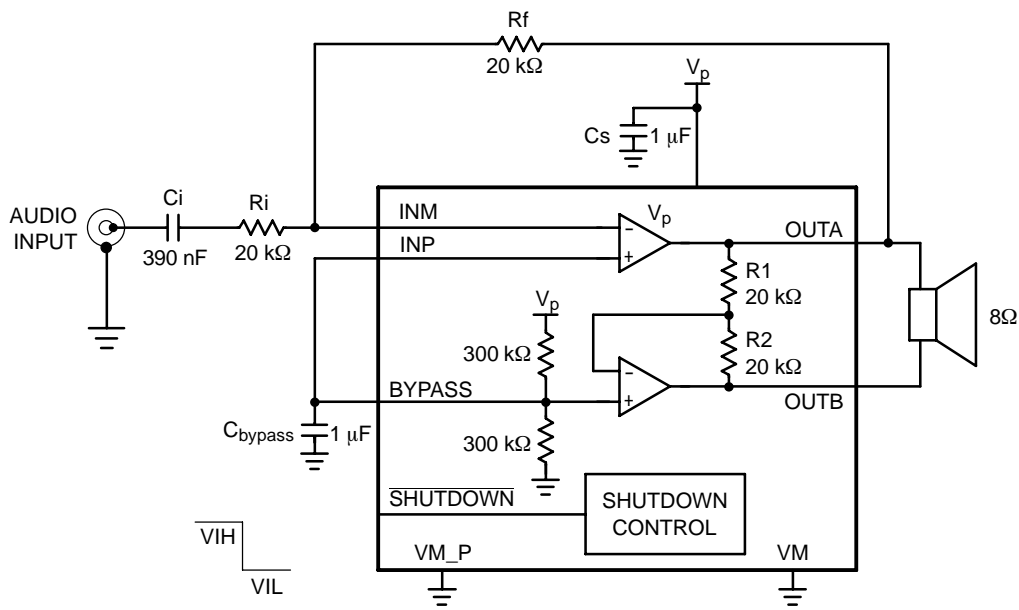 Rf
20 kΩ
Vp
Cs
1 μF
Ci
Ri
AUDIO
INPUT
390 nF
20 kΩ
INM
INP
Vp
−
+
OUTA
R1
20 kΩ
Vp
300 kΩ
R2
20 kΩ
8Ω
−
+
BYPASS
OUTB
Cbypass
1 μF
300 kΩ
SHUTDOWN
SHUTDOWN
CONTROL
VIH
VIL
VM_P
VM